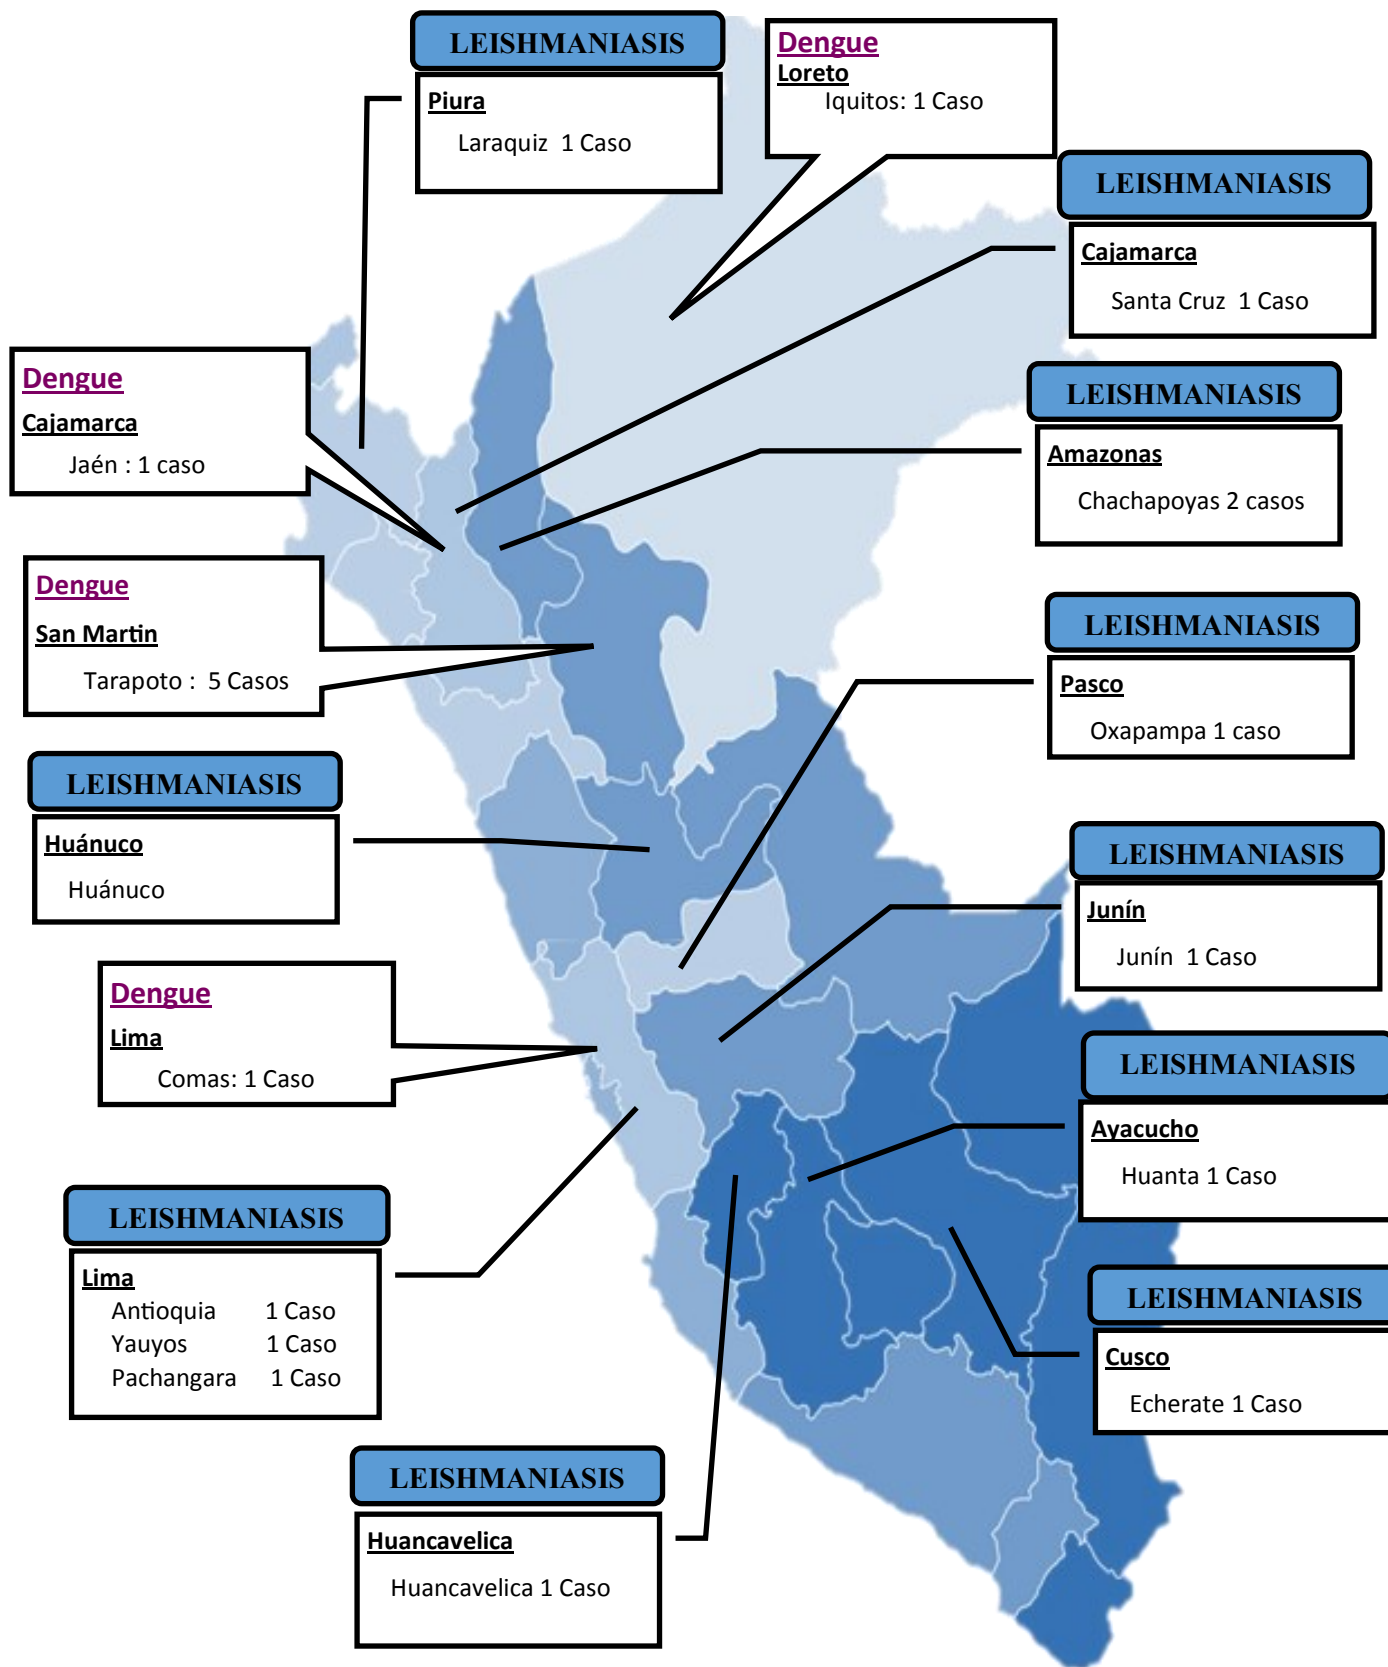 LEISHMANIASIS
Piura
Laraquiz 1 Caso
Dengue
Loreto
Iquitos: 1 Caso
LEISHMANIASIS
Cajamarca
Santa Cruz 1 Caso
Dengue
Cajamarca
Jaén : 1 caso
LEISHMANIASIS
Amazonas
Chachapoyas 2 casos
Dengue
San Martin
Tarapoto : 5 Casos
LEISHMANIASIS
Pasco
Oxapampa 1 caso
LEISHMANIASIS
Huánuco
Huánuco
LEISHMANIASIS
Junín
Junín 1 Caso
Dengue
Lima
Comas: 1 Caso
LEISHMANIASIS
Ayacucho
Huanta 1 Caso
LEISHMANIASIS
Lima
Antioquia 1 Caso
Yauyos 1 Caso
Pachangara 1 Caso
LEISHMANIASIS
Cusco
Echerate 1 Caso
LEISHMANIASIS
Huancavelica
Huancavelica 1 Caso